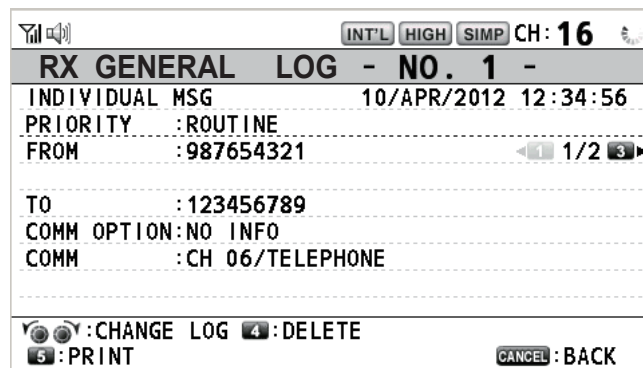 INT'L HIGH SIMP CH: 16
RX GENERAL LOG - NO. 1 -
INDIVIDUAL MSG 10/APR/2012 12:34:56
PRIORITY :ROUTINE
FROM :987654321 1 1/2 3
TO :123456789
COMM OPTION:NO INFO
COMM :CH 06/TELEPHONE
:CHANGE LOG 4:DELETE
5:PRINT CANCEL:BACK